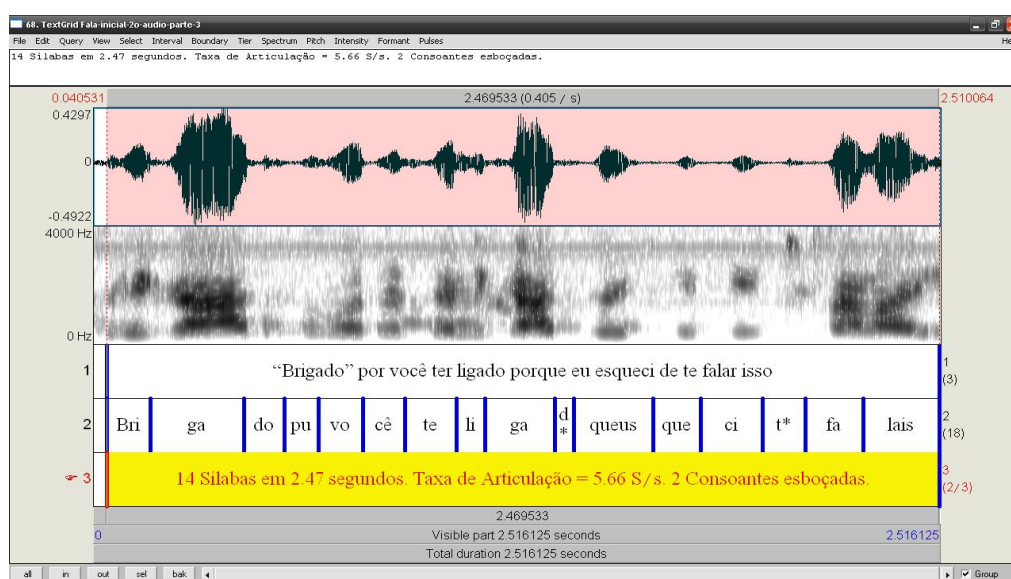 68. TextGrid Fala-inicial-2o-audio-parte-3
File Edit Query View Select Interval Boundary Tier Spectrum Pitch Intensity Formant Pulses He
14 Sílabas em 2.47 segundos. Taxa de Articulação = 5.66 S/s. 2 Consoantes esboçadas.
0.040531 2.469533 (0.405 / s) 2.510064
0.4297
0
-0.4922
4000 Hz
0 Hz
1 “Brigado” por você ter ligado porque eu esqueci de te falar isso 1 (3)
2 Bri ga do pu vo cê te li ga d* queus que ci t* fa lais 2 (18)
3 14 Sílabas em 2.47 segundos. Taxa de Articulação = 5.66 S/s. 2 Consoantes esboçadas. 3 (2/3)
2.469533
0 Visible part 2.516125 seconds 2.516125
Total duration 2.516125 seconds
all in out sel bak Group